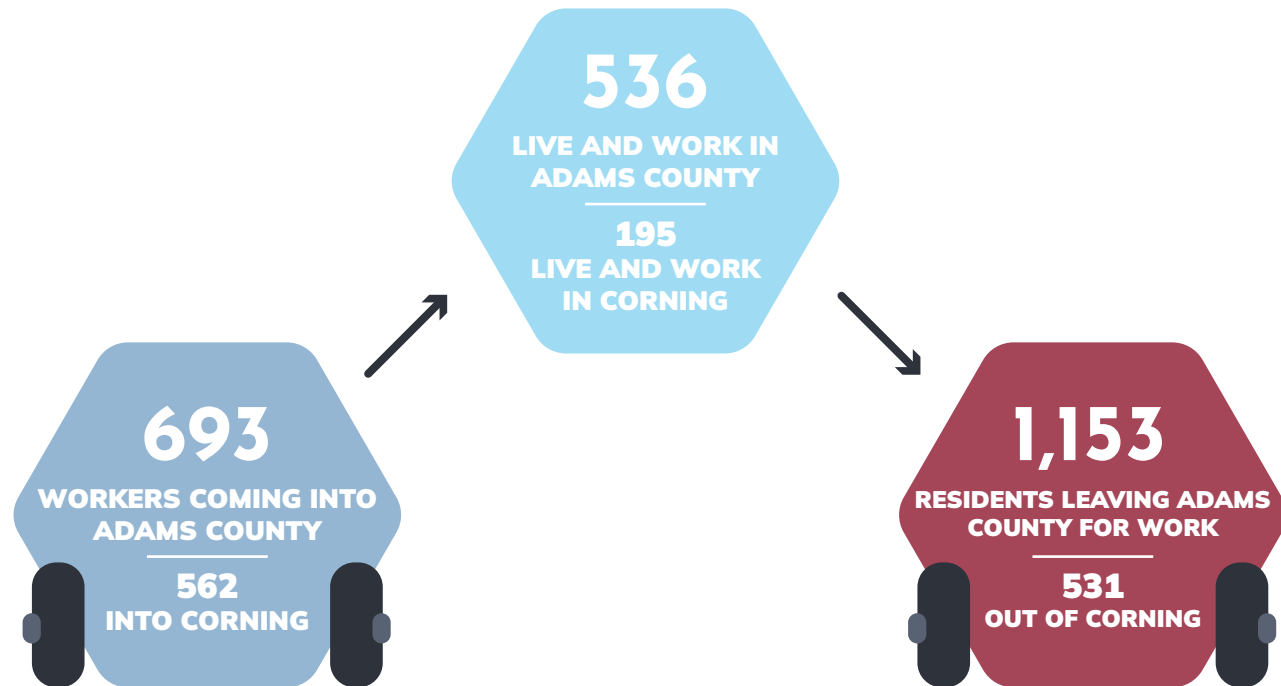 536
LIVE AND WORK IN
ADAMS COUNTY
195
LIVE AND WORK
IN CORNING
693
WORKERS COMING INTO
ADAMS COUNTY
562
INTO CORNING
1,153
RESIDENTS LEAVING ADAMS
COUNTY FOR WORK
531
OUT OF CORNING